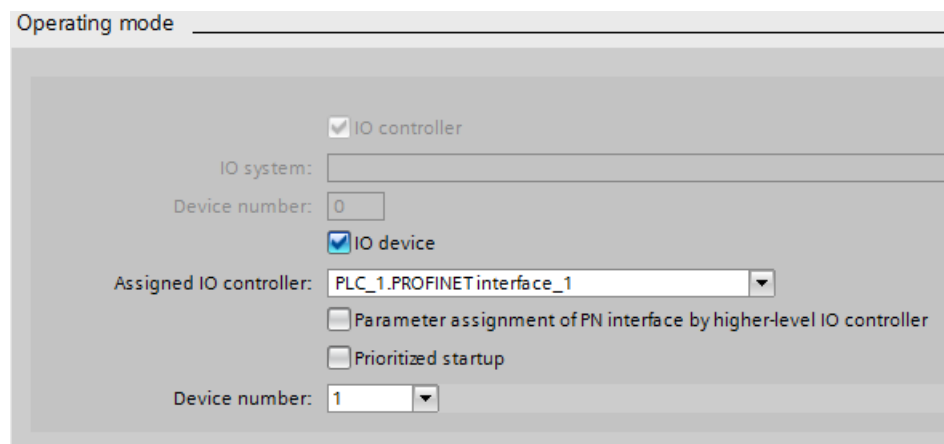 Operating mode
IO controller
IO system:
Device number: 0
IO device
Assigned IO controller: PLC_1.PROFINET interface_1
Parameter assignment of PN interface by higher-level IO controller
Prioritized startup
Device number: 1